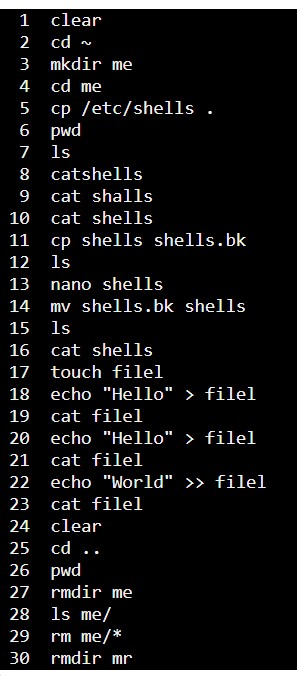 1 clear
2 cd ~
3 mkdir me
4 cd me
5 cp /etc/shells .
6 pwd
7 ls
8 catshells
9 cat shalls
10 cat shells
11 cp shells shells.bk
12 ls
13 nano shells
14 mv shells.bk shells
15 ls
16 cat shells
17 touch filel
18 echo "Hello" > filel
19 cat filel
20 echo "Hello" > filel
21 cat filel
22 echo "World" >> filel
23 cat filel
24 clear
25 cd ..
26 pwd
27 rmdir me
28 ls me/
29 rm me/*
30 rmdir mr